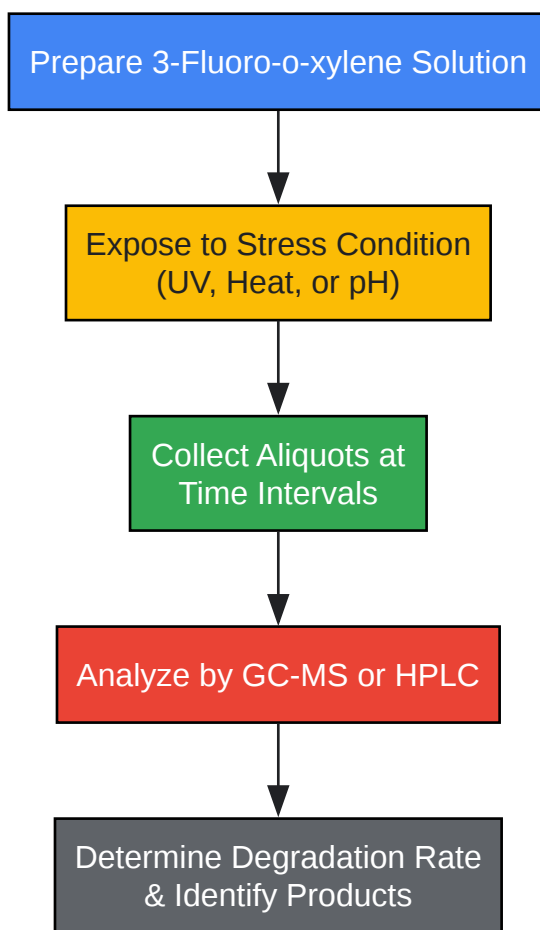 Prepare 3-Fluoro-o-xylene Solution
Expose to Stress Condition
(UV, Heat, or pH)
Collect Aliquots at
Time Intervals
Analyze by GC-MS or HPLC
Determine Degradation Rate
& Identify Products